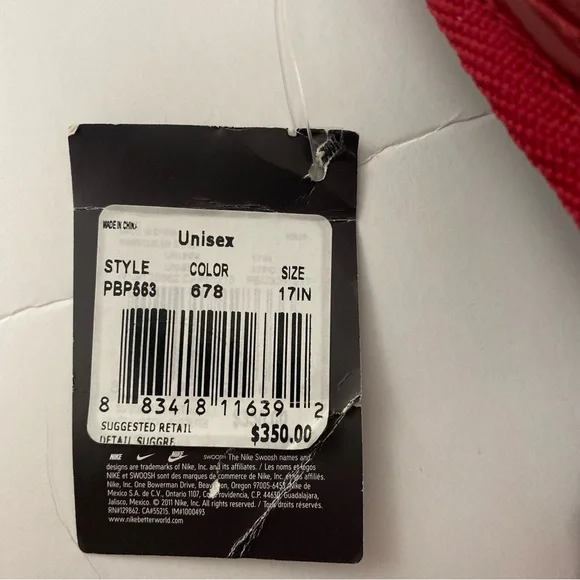 MADE IN CHINA
Unisex
STYLE COLOR SIZE
PBP563 678 17IN
8 83418 11639 2
SUGGESTED RETAIL
$350.00
DETAIL SUGGRE
NIKE NIKE SWOOSH The Nike Swoosh names and
designs are trademarks of Nike, Inc. and its affiliates. / Les noms et logos
NIKE et SWOOSH sont des marques de commerce de Nike, Inc. et de ses affiliés.
Nike, Inc. One Bowerman Drive, Beaverton, Oregon 97005-6453 Nike de
Mexico S.A. de C.V., Ontario 1107, Col. Providencia, C.P. 44630, Guadalajara,
Jalisco, Mexico. © 2011 Nike, Inc. All rights reserved. / Tous droits réservés.
RN#129862. CA#55215. IM#1000493
www.nikebetterworld.com